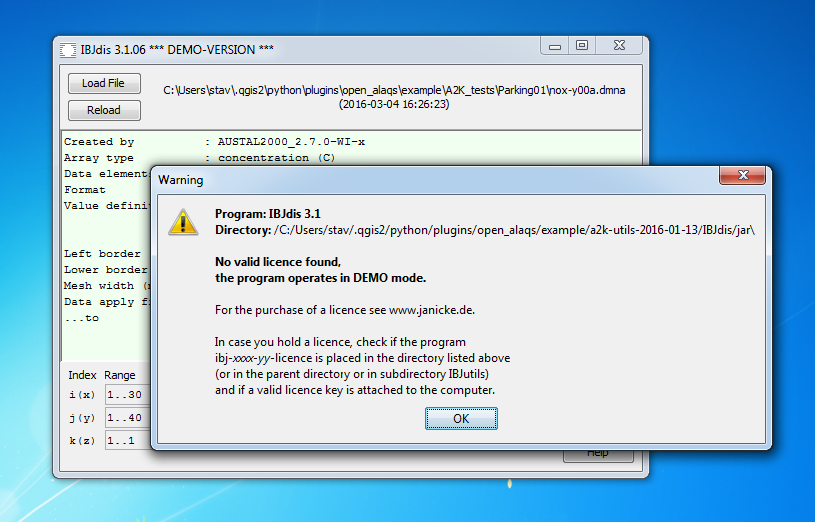 IBJdis 3.1.06 *** DEMO-VERSION ***
Load File
Reload
C:\Users\stav\.qgis2\python\plugins\open_alaqs\example\A2K_tests\Parking01\nox-y00a.dmna
(2016-03-04 16:26:23)
Created by : AUSTAL2000_2.7.0-WI-x
Array type : concentration (C)
Data element
Format
Value defini
Left border
Lower border
Mesh width (
Data apply f
...to
Index Range
i(x) 1..30
j(y) 1..40
k(z) 1..1
Help
Warning
Program: IBJdis 3.1
Directory: /C:/Users/stav/.qgis2/python/plugins/open_alaqs/example/a2k-utils-2016-01-13/IBJdis/jar\
No valid licence found,
the program operates in DEMO mode.
For the purchase of a licence see www.janicke.de.
In case you hold a licence, check if the program
ibj-xxxx-yy-licence is placed in the directory listed above
(or in the parent directory or in subdirectory IBJutils)
and if a valid licence key is attached to the computer.
OK